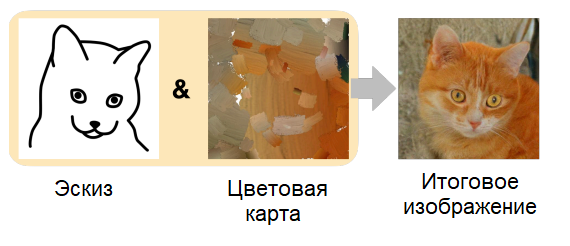 &
Эскиз
Цветовая
карта
Итоговое
изображение